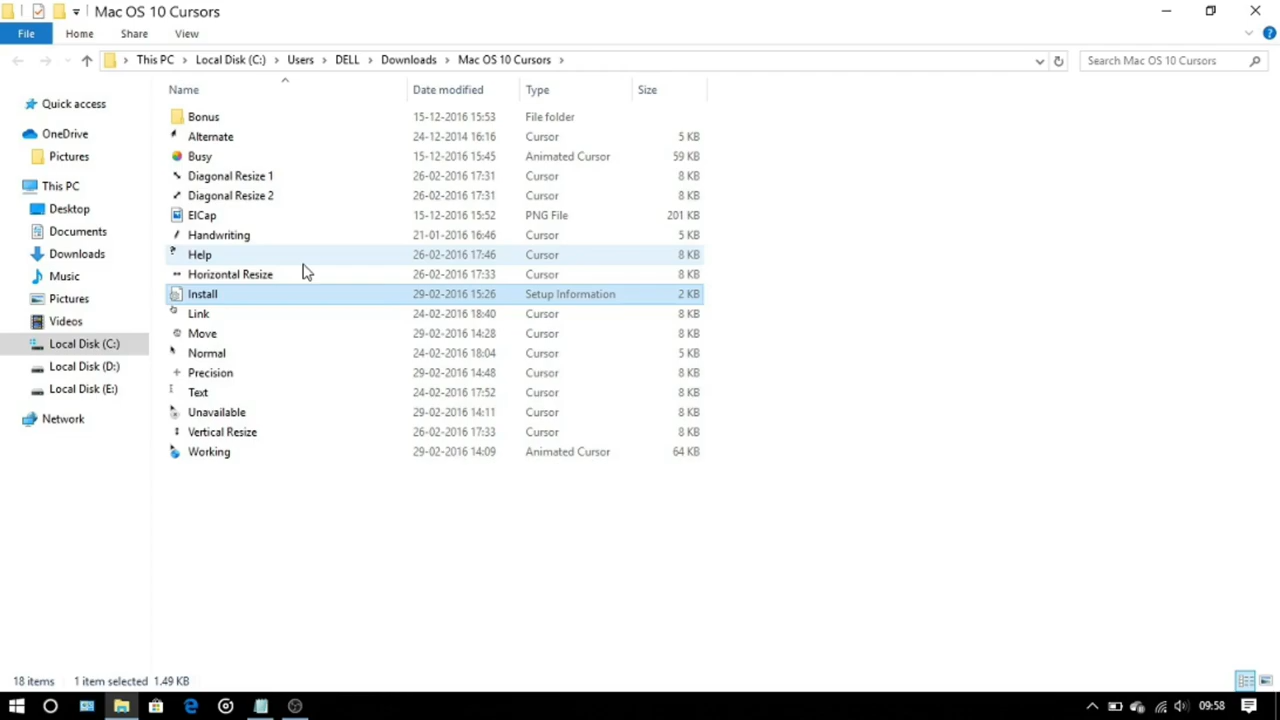 Mac OS 10 Cursors
File Home Share View
This PC Local Disk (C:) Users DELL Downloads Mac OS 10 Cursors Search Mac OS 10 Cursors
Name Date modified Type Size
Quick access
OneDrive
Pictures
This PC
Desktop
Documents
Downloads
Music
Pictures
Videos
Local Disk (C:)
Local Disk (D:)
Local Disk (E:)
Network
Bonus 15-12-2016 15:53 File folder
Alternate 24-12-2014 16:16 Cursor 5 KB
Busy 15-12-2016 15:45 Animated Cursor 59 KB
Diagonal Resize 1 26-02-2016 17:31 Cursor 8 KB
Diagonal Resize 2 26-02-2016 17:31 Cursor 8 KB
ElCap 15-12-2016 15:52 PNG File 201 KB
Handwriting 21-01-2016 16:46 Cursor 5 KB
Help 26-02-2016 17:46 Cursor 8 KB
Horizontal Resize 26-02-2016 17:33 Cursor 8 KB
Install 29-02-2016 15:26 Setup Information 2 KB
Link 24-02-2016 18:40 Cursor 8 KB
Move 29-02-2016 14:28 Cursor 8 KB
Normal 24-02-2016 18:04 Cursor 5 KB
Precision 29-02-2016 14:48 Cursor 8 KB
Text 24-02-2016 17:52 Cursor 8 KB
Unavailable 29-02-2016 14:11 Cursor 8 KB
Vertical Resize 26-02-2016 17:33 Cursor 8 KB
Working 29-02-2016 14:09 Animated Cursor 64 KB
18 items 1 item selected 1.49 KB
09:58